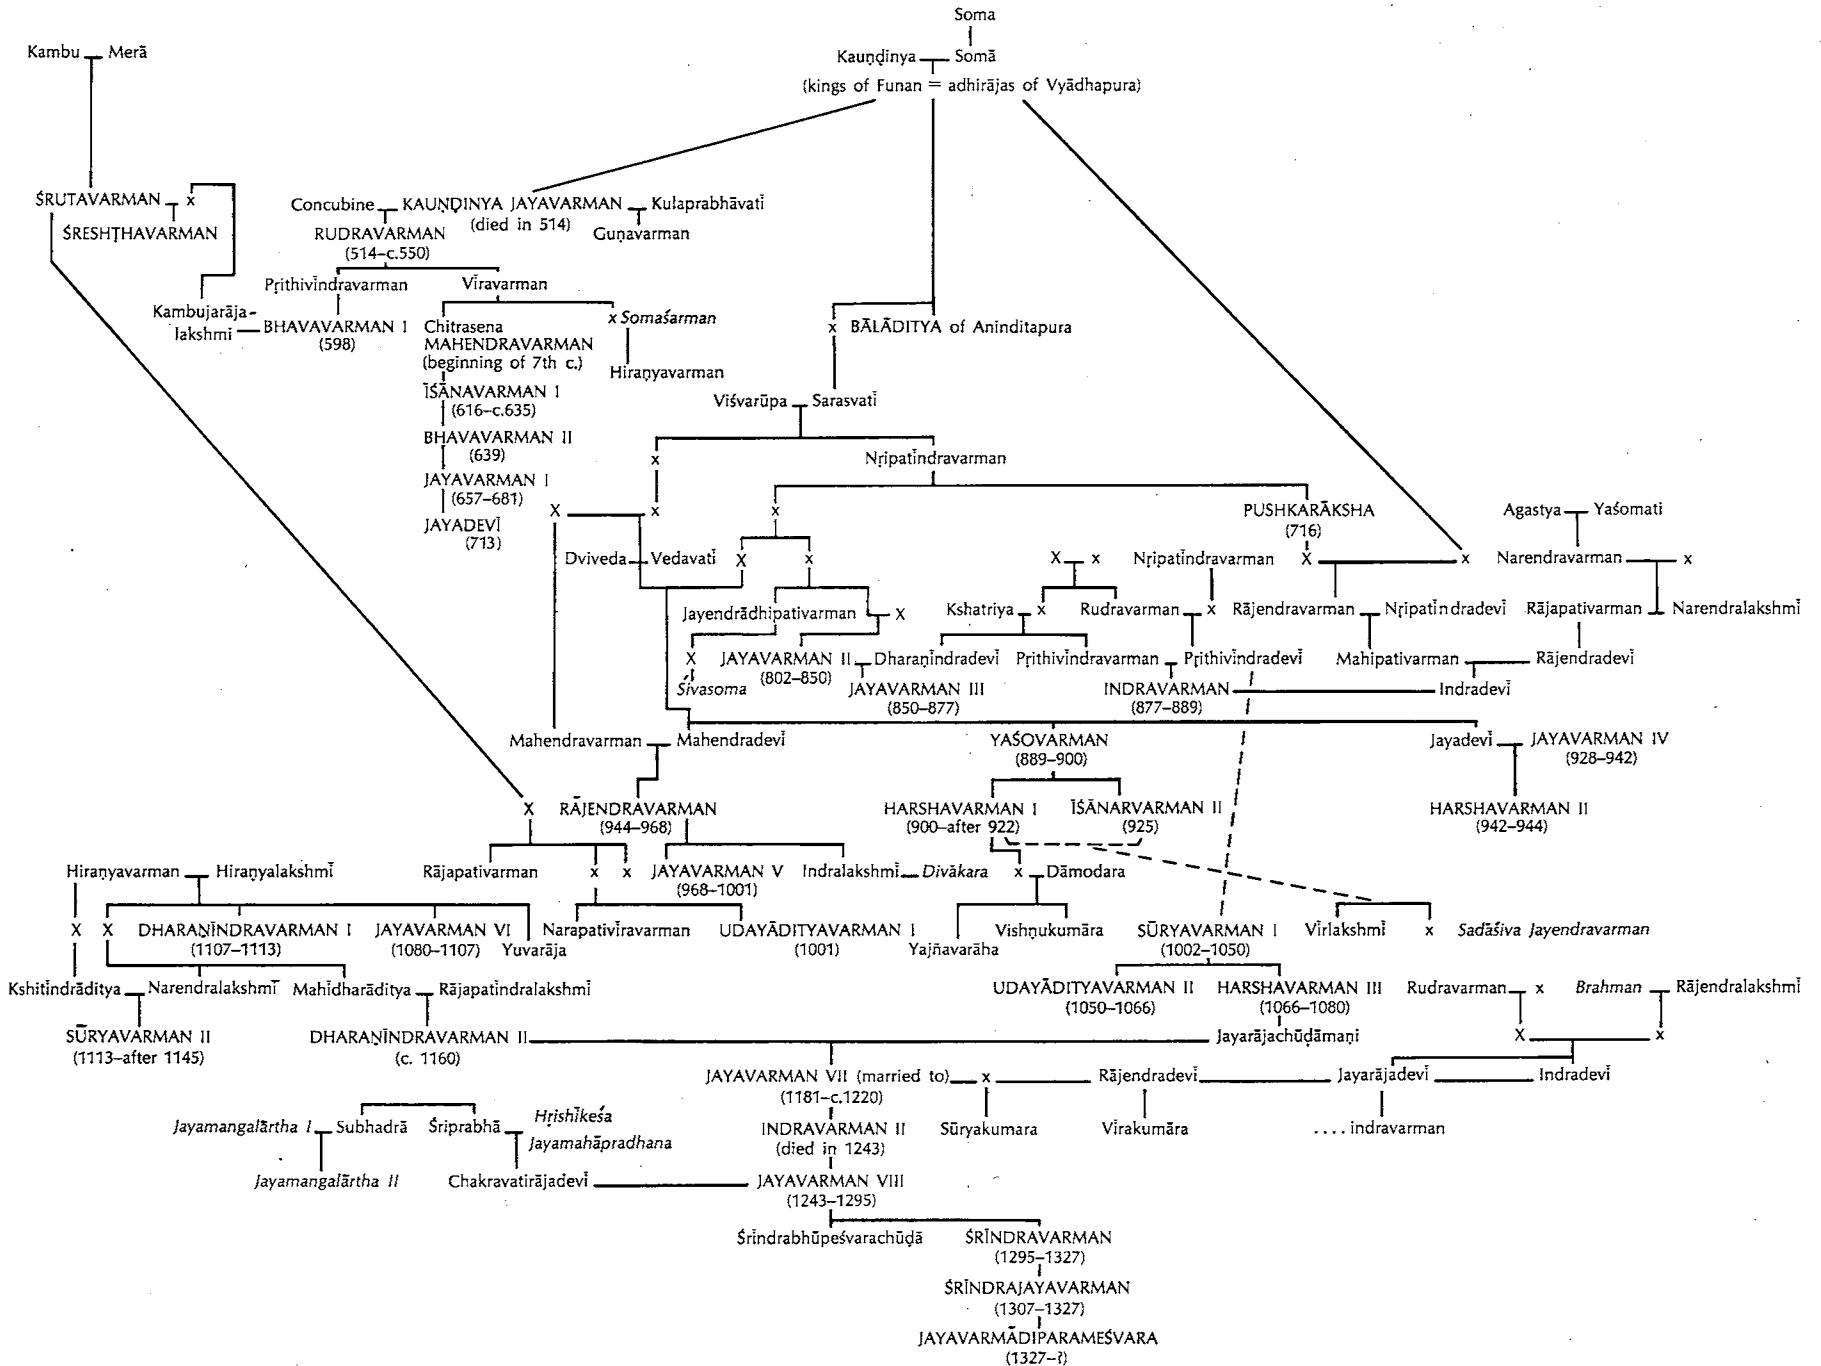 Soma
Kambu Merā
Kauṇḍinya Somā
(kings of Funan = adhirājas of Vyādhapura)
ŚRUTAVARMAN x
Concubine KAUṆḌINYA JAYAVARMAN Kulaprabhāvatī
(died in 514)
ŚRESHṬHAVARMAN
RUDRAVARMAN
Guṇavarman
(514–c.550)
Pṛithivīndravarman Vīravarman
Kambujarāja-
lakshmī
BHAVAVARMAN I
(598)
Chitrasena
MAHENDRAVARMAN
(beginning of 7th c.)
x Somaśarman
x BĀLĀDITYA of Aninditapura
Hiraṇyavarman
ĪŚĀNAVARMAN I
(616–c.635)
Viśvarūpa Sarasvatī
BHAVAVARMAN II
(639)
x Nṛipatīndravarman
JAYAVARMAN I
(657–681)
X x x PUSHKARĀKSHA
(716)
Agastya Yaśomati
JAYADEVĪ
(713)
Dviveda Vedavatī X x X x Nṛipatīndravarman X x Narendravarman x
Jayendrādhipativarman X Kshatriya x Rudravarman x Rājendravarman Nṛipatīndradevī Rājapativarman Narendralakshmī
X JAYAVARMAN II Dharaṇīndradevī Pṛithivīndravarman Pṛithivīndradevī Mahīpativarman Rājendradevī
(802–850)
Śivasoma JAYAVARMAN III INDRAVARMAN Indradevī
(850–877) (877–889)
Mahendravarman Mahendradevī YAŚOVARMAN Jayadevī JAYAVARMAN IV
(889–900) (928–942)
X RĀJENDRAVARMAN HARSHAVARMAN I ĪŚĀNARVARMAN II HARSHAVARMAN II
(944–968) (900–after 922) (925) (942–944)
Hiraṇyavarman Hiraṇyalakshmī Rājapativarman x x JAYAVARMAN V Indralakshmī Divākara x Dāmodara
(968–1001)
X X DHARAṆĪNDRAVARMAN I JAYAVARMAN VI Yuvarāja Narapativīravarman UDAYĀDITYAVARMAN I Yajñavarāha Vishṇukumāra SŪRYAVARMAN I Vīrlakshmī x Sadāśiva Jayendravarman
(1107–1113) (1080–1107) (1001) (1002–1050)
Kshitīndrāditya Narendralakshmī Mahīdharāditya Rājapatīndralakshmī UDAYĀDITYAVARMAN II HARSHAVARMAN III Rudravarman x Brahman Rājendralakshmī
(1050–1066) (1066–1080)
SŪRYAVARMAN II DHARAṆĪNDRAVARMAN II Jayarājachūḍāmaṇi X x
(1113–after 1145) (c. 1160)
JAYAVARMAN VII (married to) x Rājendradevī Jayarājadevī Indradevī
(1181–c.1220)
Jayamangalārtha I Subhadrā Śrīprabhā Hṛishīkeśa
Jayamahāpradhana
INDRAVARMAN II Sūryakumara Vīrakumāra ....indravarman
(died in 1243)
Jayamangalārtha II Chakravatirājadevī JAYAVARMAN VIII
(1243–1295)
Śrīndrabhūpeśvarachūḍā ŚRĪNDRAVARMAN
(1295–1327)
ŚRĪNDRAJAYAVARMAN
(1307–1327)
JAYAVARMĀDIPARAMEŚVARA
(1327–?)